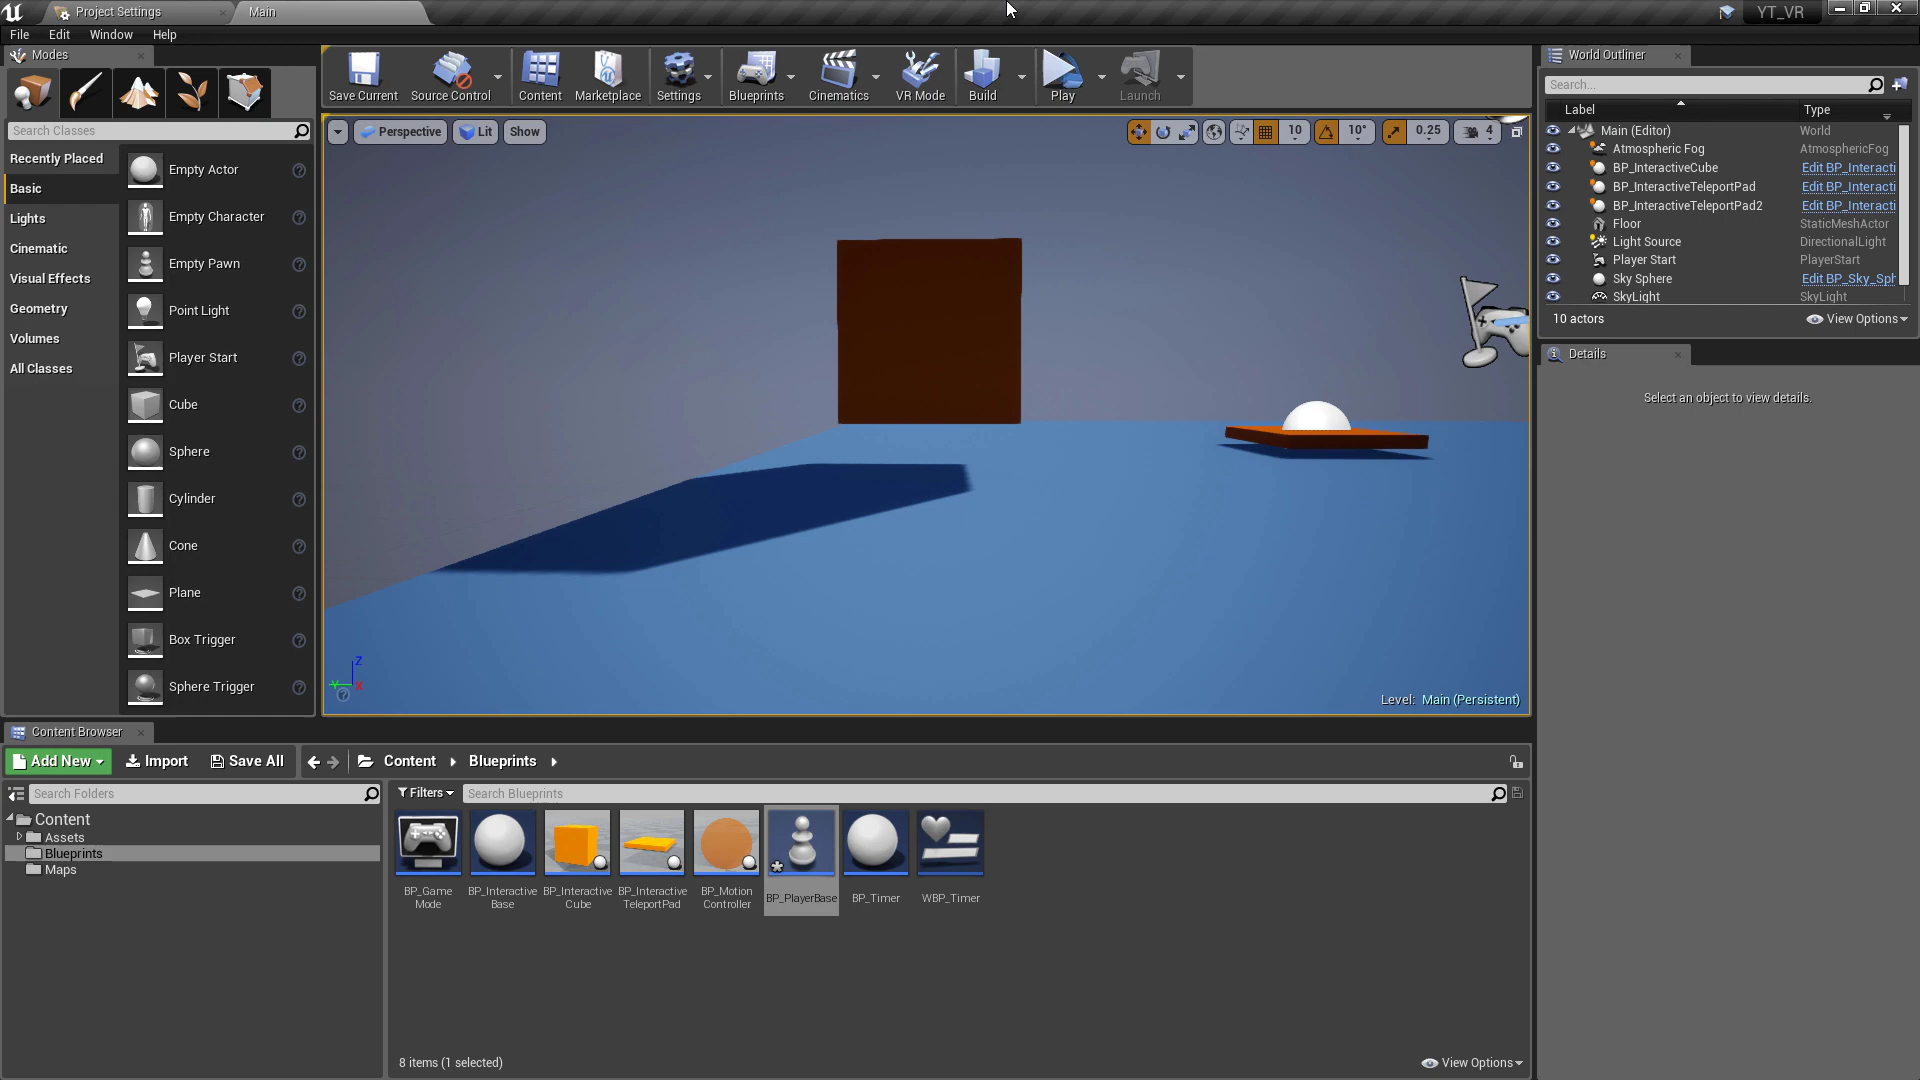 Project Settings
Main
YT_VR
File Edit Window Help
Modes
Search Classes
Recently Placed
Basic
Lights
Cinematic
Visual Effects
Geometry
Volumes
All Classes
Empty Actor
Empty Character
Empty Pawn
Point Light
Player Start
Cube
Sphere
Cylinder
Cone
Plane
Box Trigger
Sphere Trigger
Save Current
Source Control
Content
Marketplace
Settings
Blueprints
Cinematics
VR Mode
Build
Play
Launch
Perspective Lit Show
10 10° 0.25 4
Z
Y X
Level: Main (Persistent)
World Outliner
Search...
Label Type
Main (Editor) World
Atmospheric Fog AtmosphericFog
BP_InteractiveCube Edit BP_Interacti
BP_InteractiveTeleportPad Edit BP_Interacti
BP_InteractiveTeleportPad2 Edit BP_Interacti
Floor StaticMeshActor
Light Source DirectionalLight
Player Start PlayerStart
Sky Sphere Edit BP_Sky_Sph
SkyLight SkyLight
10 actors View Options
Details
Select an object to view details.
Content Browser
Add New Import Save All Content Blueprints
Search Folders
Content
Assets
Blueprints
Maps
Filters Search Blueprints
BP_Game
Mode
BP_Interactive
Base
BP_Interactive
Cube
BP_Interactive
TeleportPad
BP_Motion
Controller
BP_PlayerBase
BP_Timer
WBP_Timer
8 items (1 selected) View Options